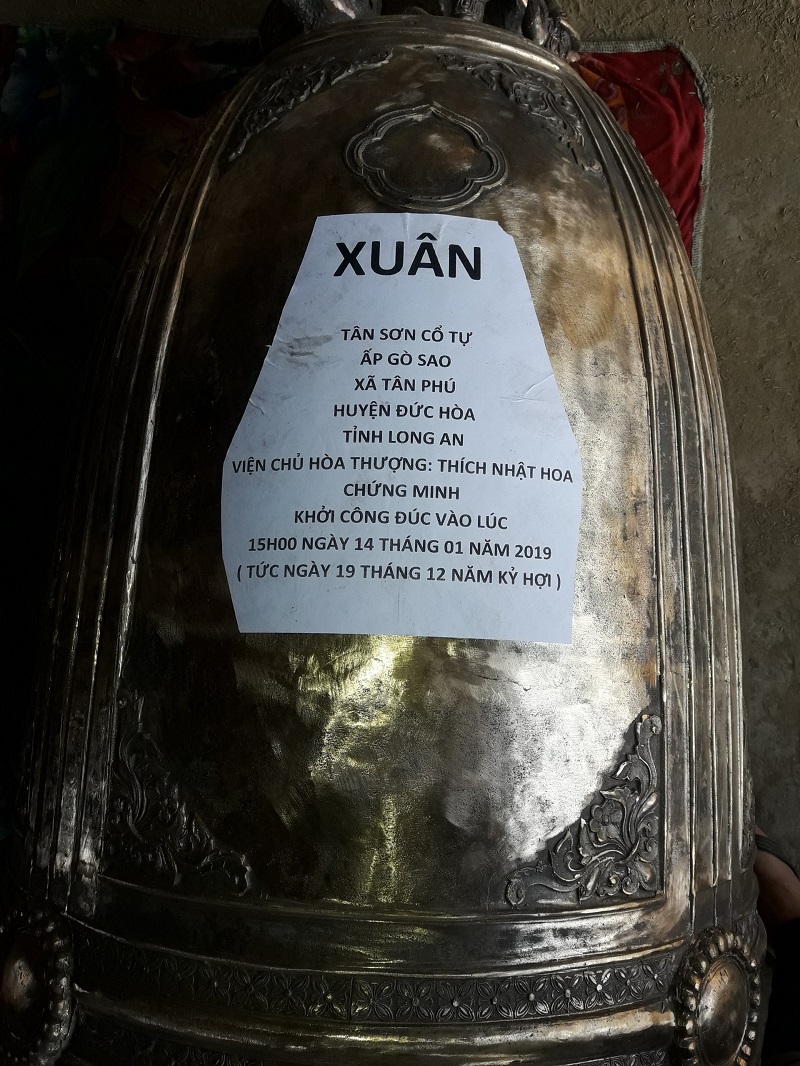 XUÂN
TÂN SƠN CỔ TỰ
ẤP GÒ SAO
XÃ TÂN PHÚ
HUYỆN ĐỨC HÒA
TỈNH LONG AN
VIỆN CHỦ HÒA THƯỢNG: THÍCH NHẬT HOA
CHỨNG MINH
KHỞI CÔNG ĐÚC VÀO LÚC
15H00 NGÀY 14 THÁNG 01 NĂM 2019
( TỨC NGÀY 19 THÁNG 12 NĂM KỶ HỢI )